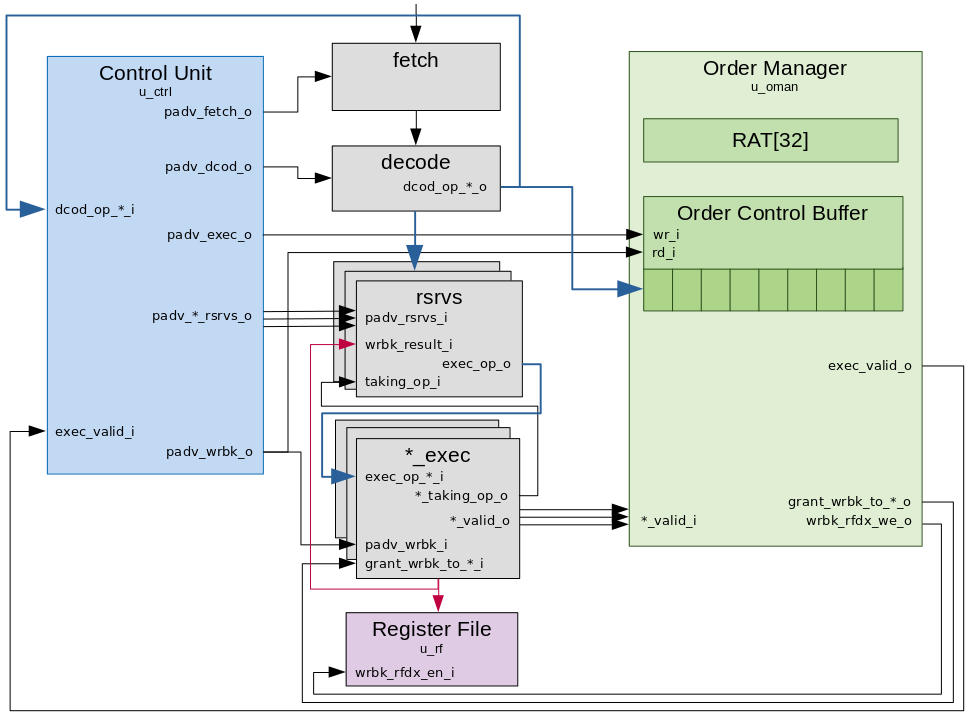 Control Unit
u_ctrl
padv_fetch_o
padv_dcod_o
dcod_op_*_i
padv_exec_o
padv_*_rsrvs_o
exec_valid_i
padv_wrbk_o
fetch
decode
dcod_op_*_o
rsrvs
padv_rsrvs_i
wrbk_result_i
exec_op_o
taking_op_i
*_exec
exec_op_*_i
*_taking_op_o
*_valid_o
padv_wrbk_i
grant_wrbk_to_*_i
Register File
u_rf
wrbk_rfdx_en_i
Order Manager
u_oman
RAT[32]
Order Control Buffer
wr_i
rd_i
exec_valid_o
grant_wrbk_to_*_o
*_valid_i
wrbk_rfdx_we_o